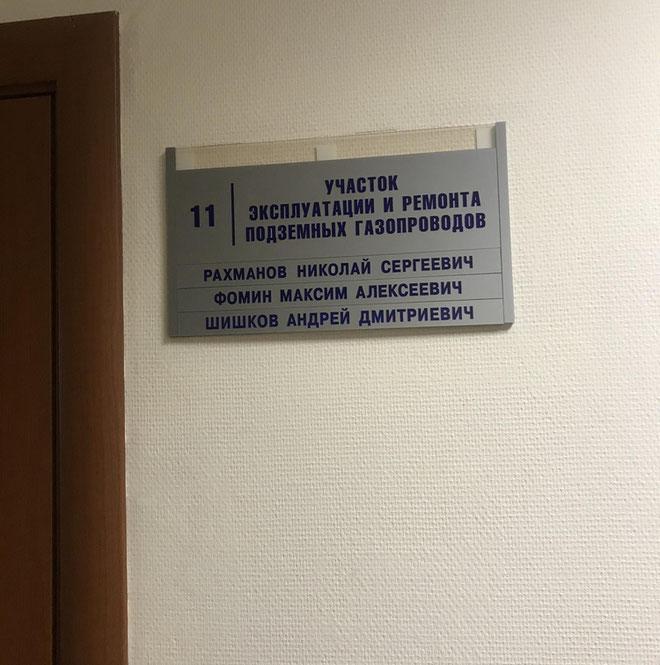 11
УЧАСТОК
ЭКСПЛУАТАЦИИ И РЕМОНТА
ПОДЗЕМНЫХ ГАЗОПРОВОДОВ
РАХМАНОВ НИКОЛАЙ СЕРГЕЕВИЧ
ФОМИН МАКСИМ АЛЕКСЕЕВИЧ
ШИШКОВ АНДРЕЙ ДМИТРИЕВИЧ